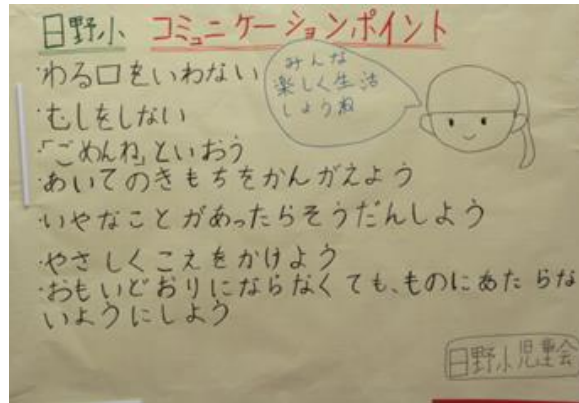 日野小 コミュニケーションポイント
みんな
楽しく生活
しようね
・わる口をいわない
・むしをしない
・「ごめんね」といおう
・あいてのきもちをかんがえよう
・いやなことがあったらそうだんしよう
・やさしくこえをかけよう
・おもいどおりにならなくても、ものにあたらな
いようにしよう
日野小児童会